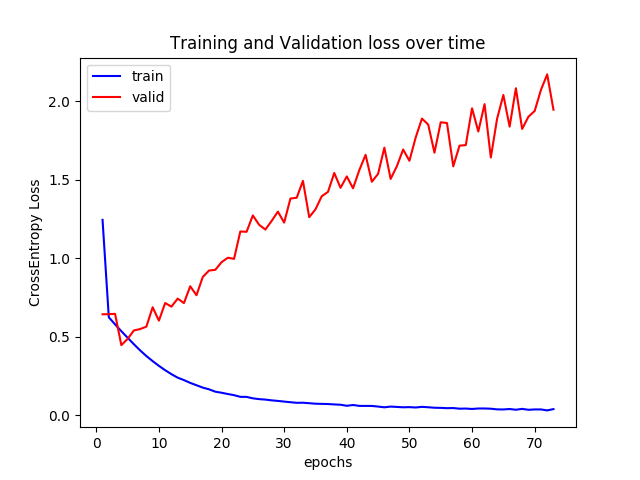 Training and Validation loss over time
train
valid
CrossEntropy Loss
2.0
1.5
1.0
0.5
0.0
0 10 20 30 40 50 60 70
epochs